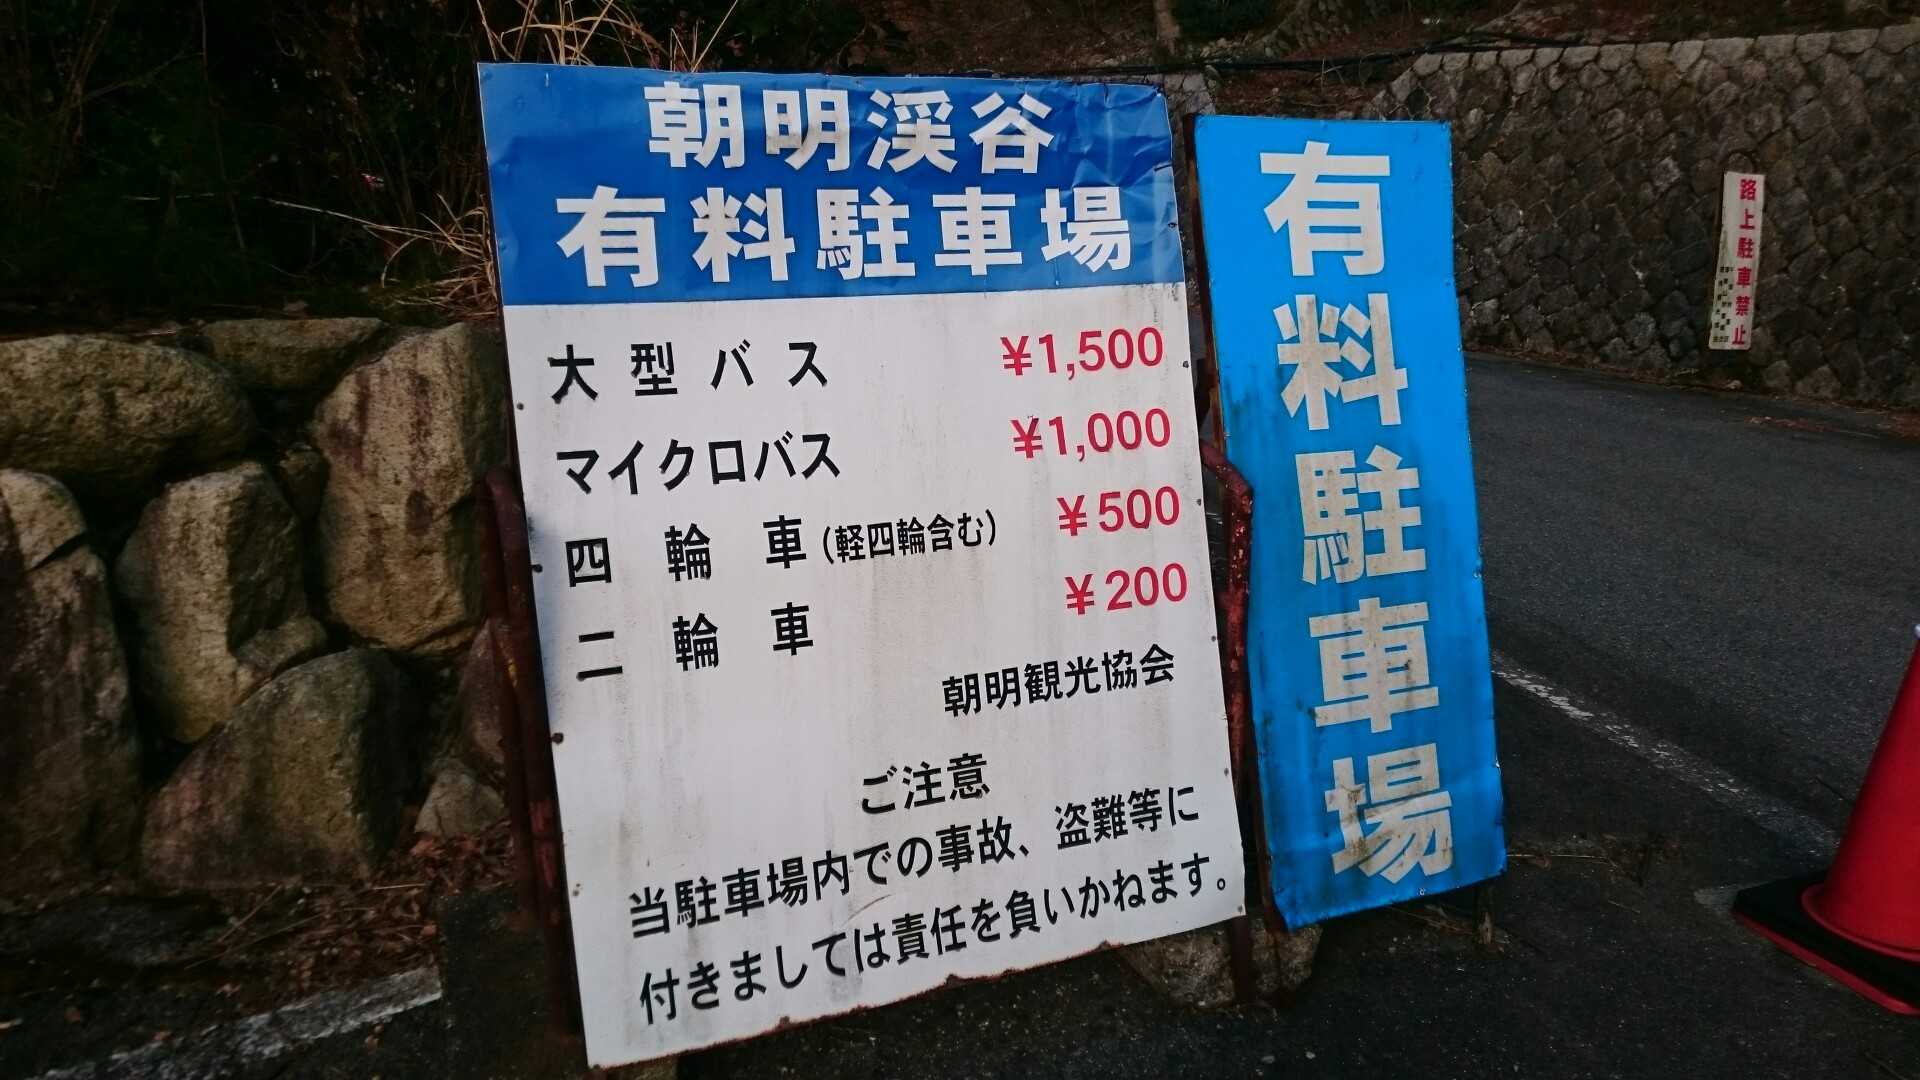 朝明渓谷
有料駐車場
大型バス ¥1,500
マイクロバス ¥1,000
四輪車(軽四輪含む) ¥500
二輪車 ¥200
朝明観光協会
ご注意
当駐車場内での事故、盗難等に
付きましては責任を負いかねます。
有料駐車場
路上駐車禁止